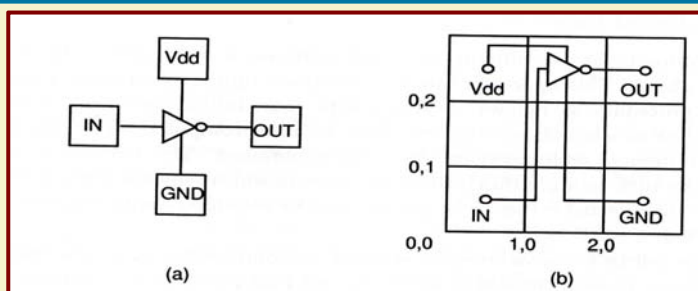 Vdd
IN
OUT
GND
(a)
Vdd
OUT
0,2
0,1
IN
GND
0,0
1,0
2,0
(b)